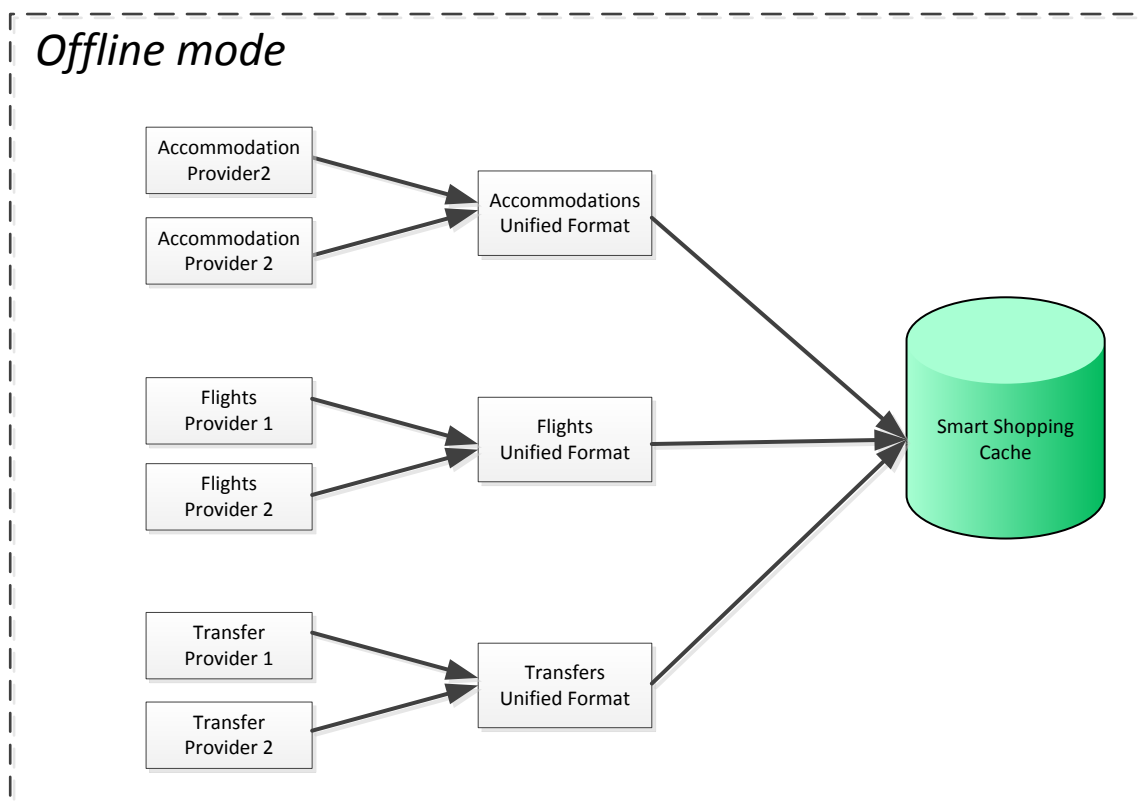 Offline mode
Accommodation
Provider2
Accommodation
Provider 2
Accommodations
Unified Format
Flights
Provider 1
Flights
Provider 2
Flights
Unified Format
Smart Shopping
Cache
Transfer
Provider 1
Transfer
Provider 2
Transfers
Unified Format